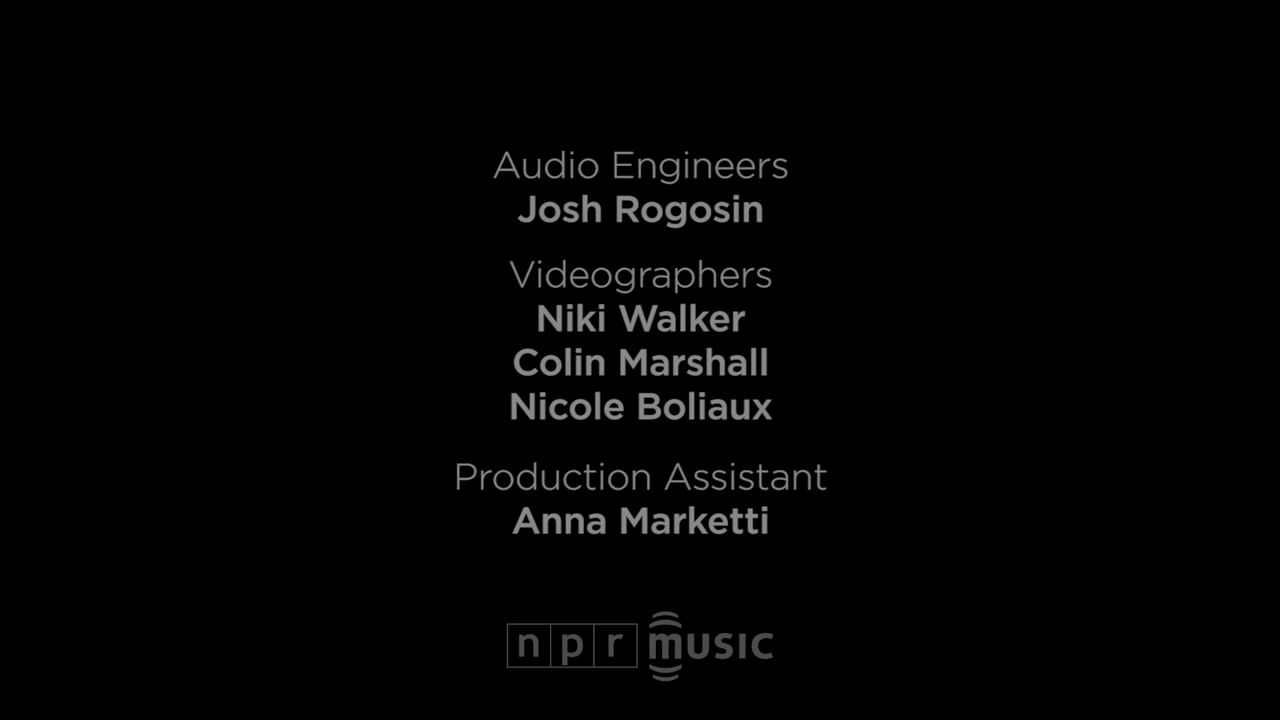 Audio Engineers
Josh Rogosin
Videographers
Niki Walker
Colin Marshall
Nicole Boliaux
Production Assistant
Anna Marketti
npr music